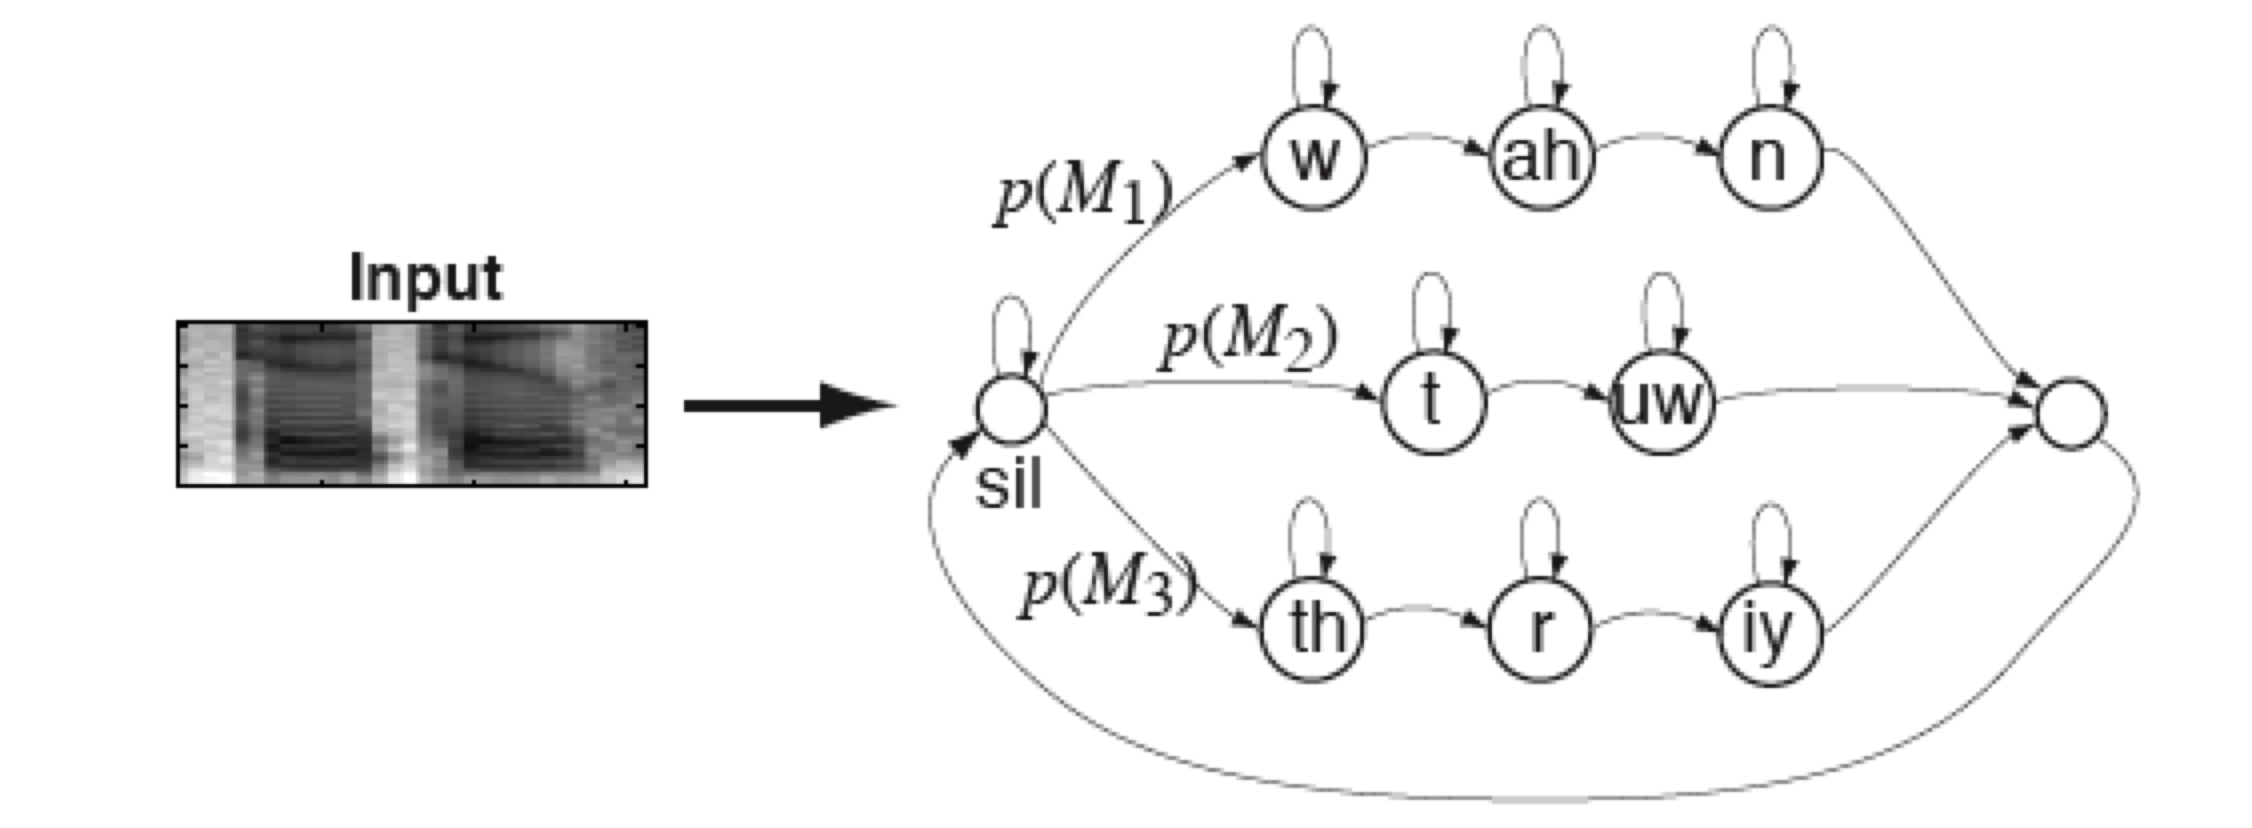 Input
sil
p(M1)
w
ah
n
p(M2)
t
uw
p(M3)
th
r
iy